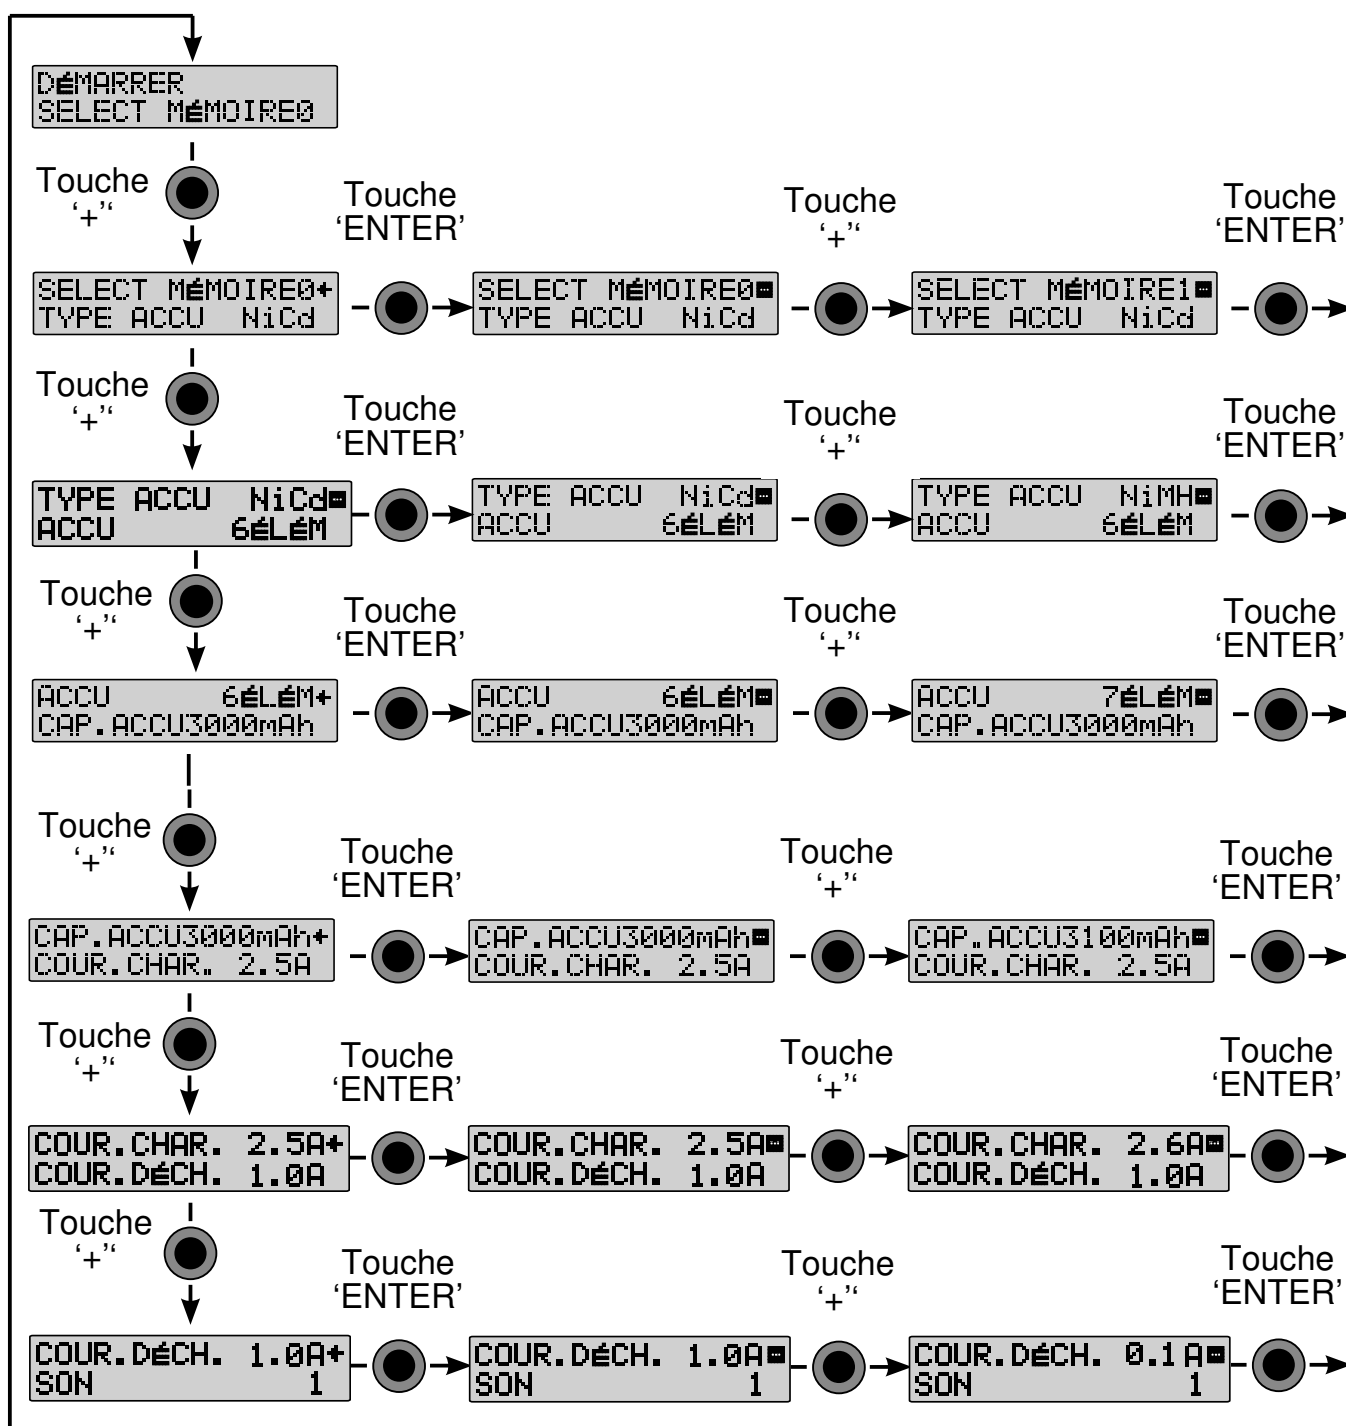 DÉMARRER
SELECT MÉMOIRE0
Touche
‘+’‘
Touche
‘ENTER’
Touche
‘+’‘
Touche
‘ENTER’
SELECT MÉMOIRE0
TYPE ACCU NiCd
SELECT MÉMOIRE0
TYPE ACCU NiCd
SELECT MÉMOIRE1
TYPE ACCU NiCd
Touche
‘+’‘
Touche
‘ENTER’
Touche
‘+’‘
Touche
‘ENTER’
TYPE ACCU NiCd
ACCU 6ÉLÉM
TYPE ACCU NiCd
ACCU 6ÉLÉM
TYPE ACCU NiMH
ACCU 6ÉLÉM
Touche
‘+’‘
Touche
‘ENTER’
Touche
‘+’‘
Touche
‘ENTER’
ACCU 6ÉLÉM
CAP.ACCU3000mAh
ACCU 6ÉLÉM
CAP.ACCU3000mAh
ACCU 7ÉLÉM
CAP.ACCU3000mAh
Touche
‘+’‘
Touche
‘ENTER’
Touche
‘+’‘
Touche
‘ENTER’
CAP.ACCU3000mAh
COUR.CHAR. 2.5A
CAP.ACCU3000mAh
COUR.CHAR. 2.5A
CAP.ACCU3100mAh
COUR.CHAR. 2.5A
Touche
‘+’‘
Touche
‘ENTER’
Touche
‘+’‘
Touche
‘ENTER’
COUR.CHAR. 2.5A
COUR.DÉCH. 1.0A
COUR.CHAR. 2.5A
COUR.DÉCH. 1.0A
COUR.CHAR. 2.6A
COUR.DÉCH. 1.0A
Touche
‘+’‘
Touche
‘ENTER’
Touche
‘+’‘
Touche
‘ENTER’
COUR.DÉCH. 1.0A
SON 1
COUR.DÉCH. 1.0A
SON 1
COUR.DÉCH. 0.1A
SON 1